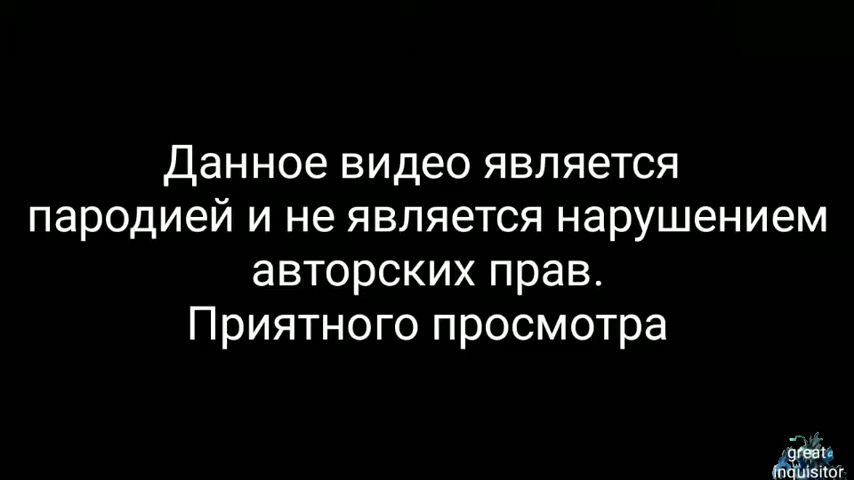 Данное видео является
пародией и не является нарушением
авторских прав.
Приятного просмотра
great
inquisitor